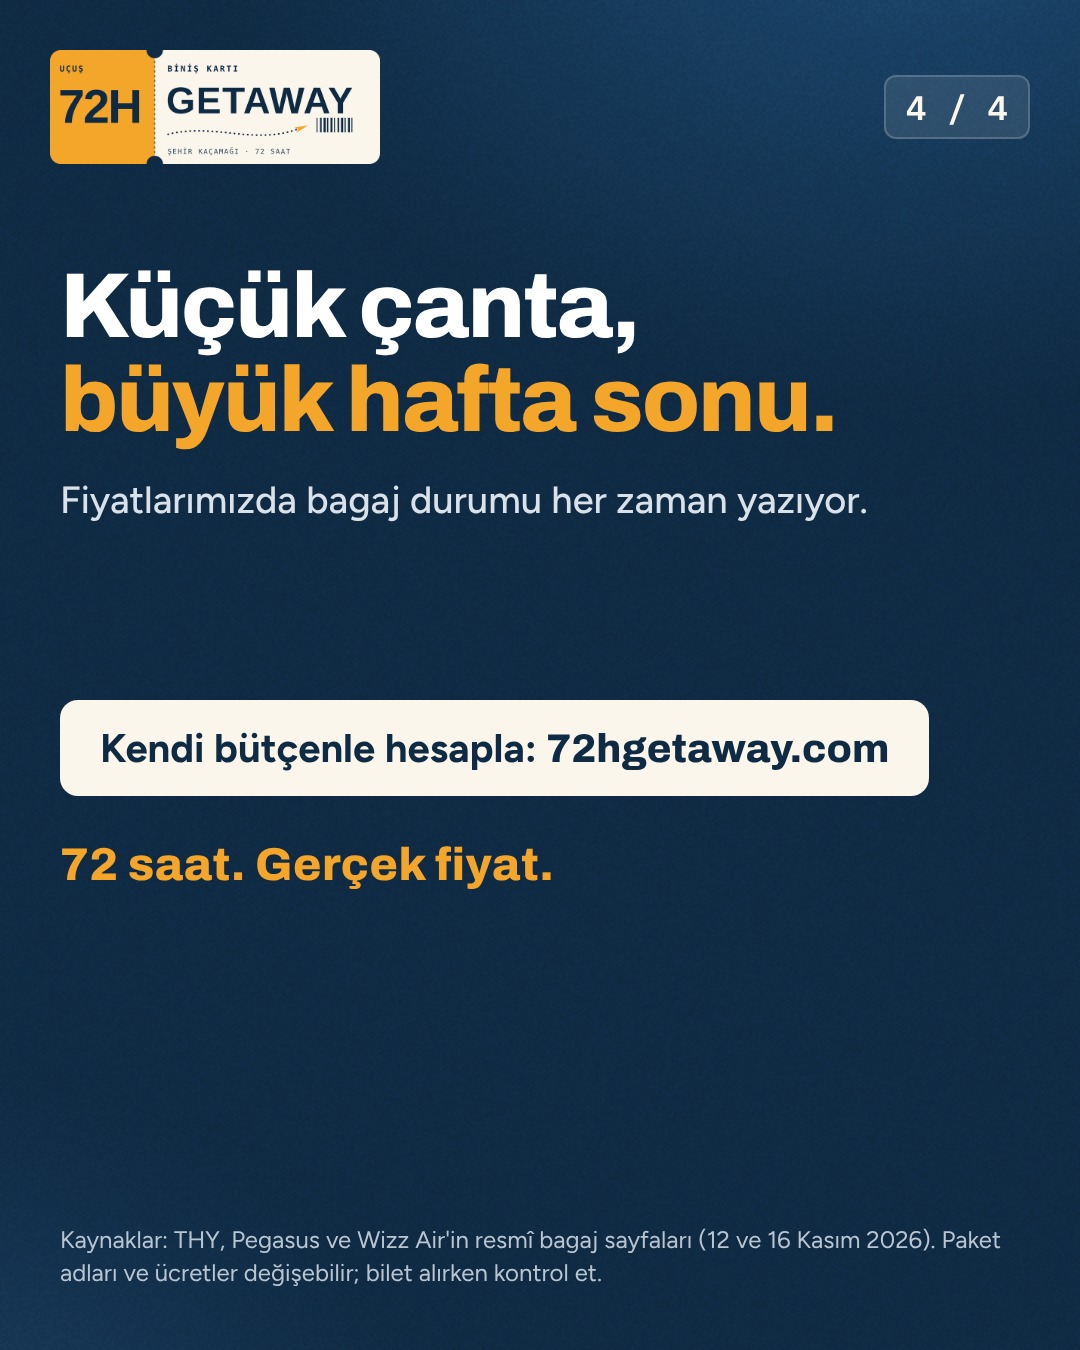 UÇUŞ
72H
BİNİŞ KARTI
GETAWAY
ŞEHİR KAÇAMAĞI · 72 SAAT
4 / 4
Küçük çanta,
büyük hafta sonu.
Fiyatlarımızda bagaj durumu her zaman yazıyor.
Kendi bütçenle hesapla: 72hgetaway.com
72 saat. Gerçek fiyat.
Kaynaklar: THY, Pegasus ve Wizz Air'in resmî bagaj sayfaları (12 ve 16 Kasım 2026). Paket
adları ve ücretler değişebilir; bilet alırken kontrol et.